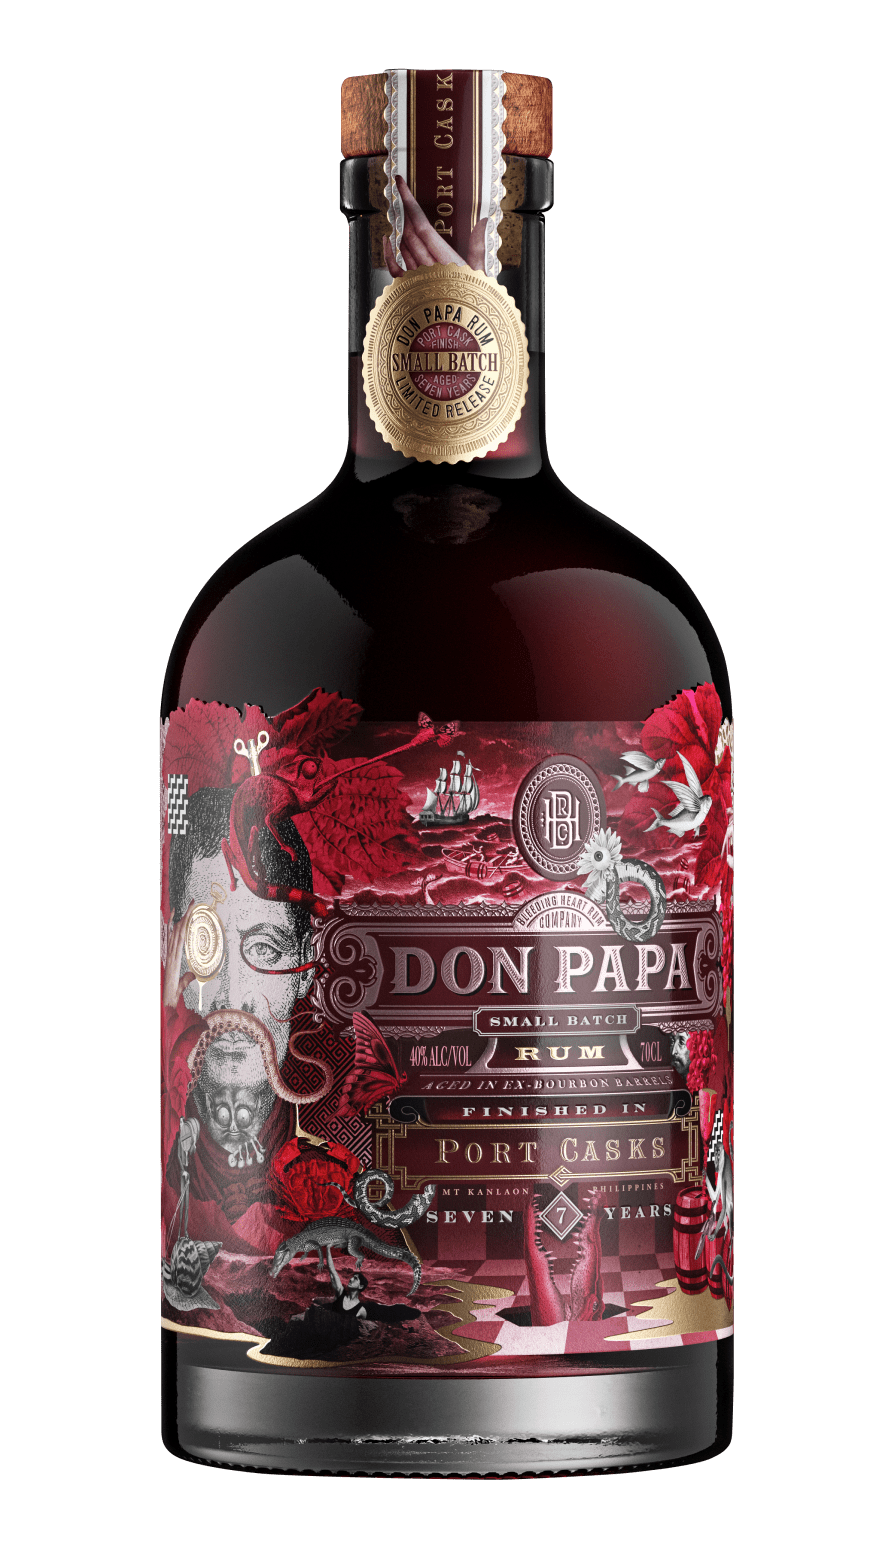 PORT CASK
DON PAPA RUM
PORT CASK
FINISH
SMALL BATCH
·AGED·
SEVEN YEARS
LIMITED RELEASE
BHRC
BLEEDING HEART RUM
COMPANY
DON PAPA
SMALL BATCH
40% ALC/VOL
RUM
70CL
AGED IN EX-BOURBON BARRELS
FINISHED IN
PORT CASKS
MT KANLAON PHILIPPINES
SEVEN 7 YEARS